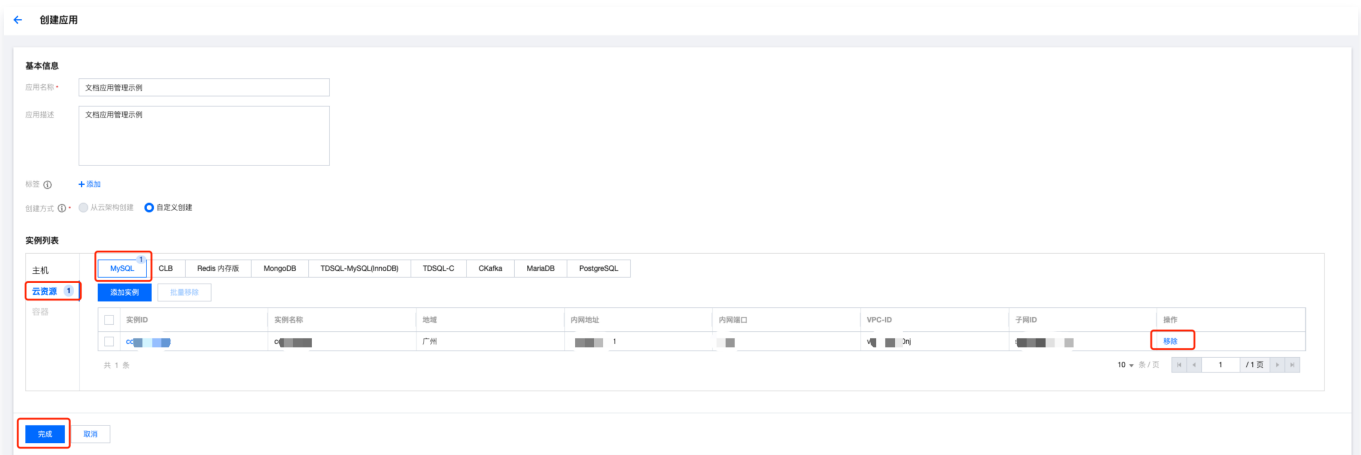 创建应用
基本信息
应用名称 *
文档应用管理示例
应用描述
文档应用管理示例
标签
+ 添加
创建方式 * 从云架构创建 自定义创建
实例列表
主机
云资源 1
容器
MySQL 1 CLB Redis 内存版 MongoDB TDSQL-MySQL(InnoDB) TDSQL-C CKafka MariaDB PostgreSQL
添加实例 批量移除
实例ID 实例名称 地域 内网地址 内网端口 VPC-ID 子网ID 操作
广州 1 移除
共 1 条
10 条 / 页 1 / 1 页
完成 取消